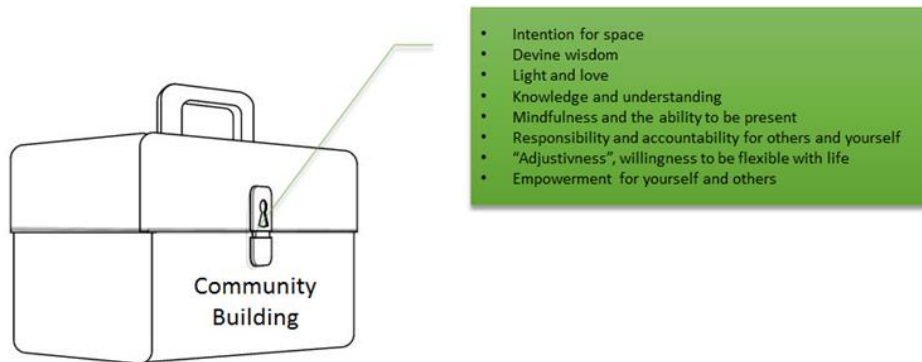 • Intention for space
• Devine wisdom
• Light and love
• Knowledge and understanding
• Mindfulness and the ability to be present
• Responsibility and accountability for others and yourself
• “Adjustivness”, willingness to be flexible with life
• Empowerment for yourself and others
Community
Building